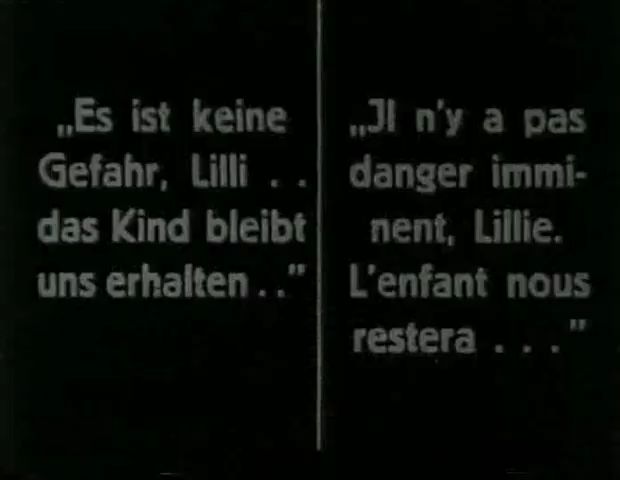 „Es ist keine
Gefahr, Lilli . .
das Kind bleibt
uns erhalten . .”
„Jl n'y a pas
danger immi-
nent, Lillie.
L'enfant nous
restera . . .”